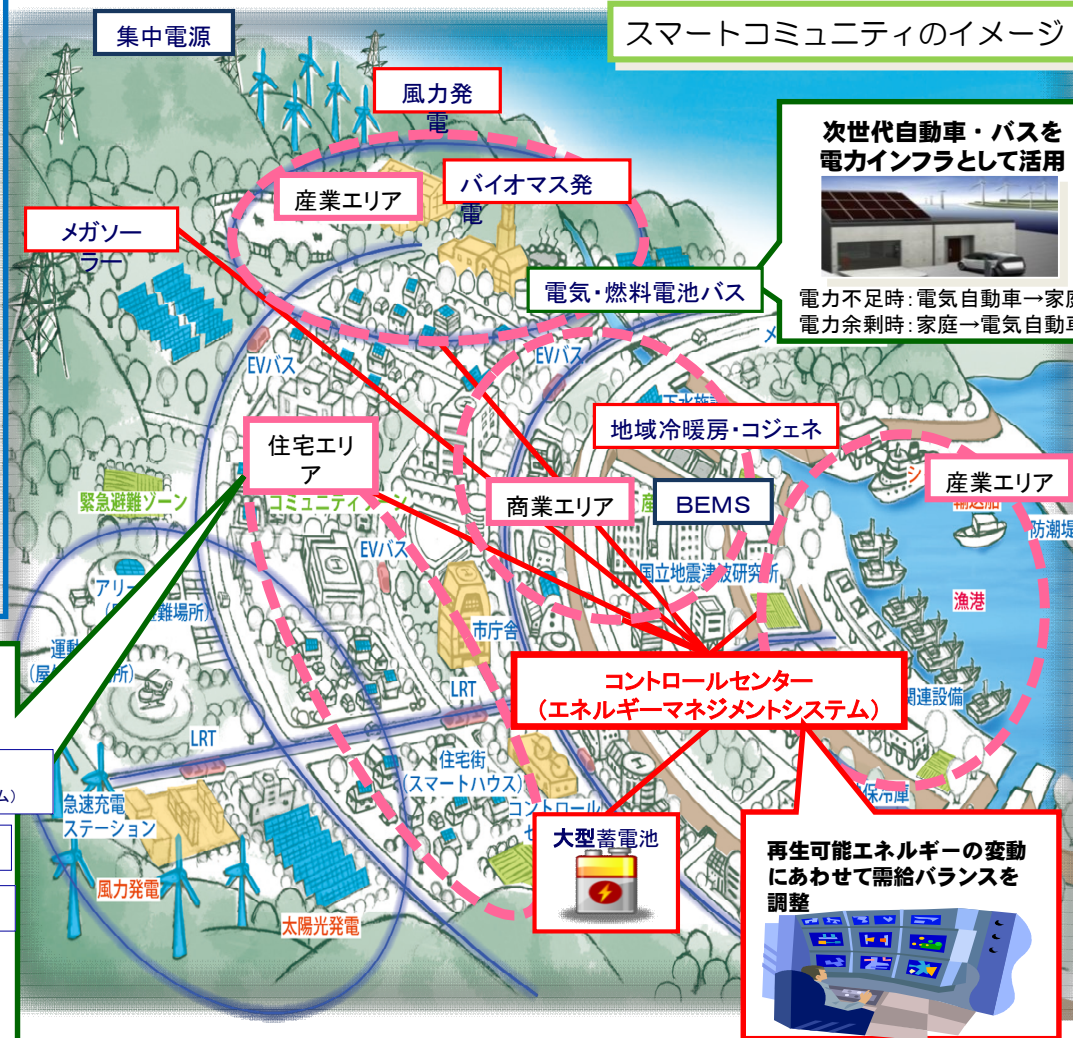 スマートコミュニティのイメージ
集中電源
風力発
電
次世代自動車・バスを
電力インフラとして活用
電力不足時：電気自動車→家庭
電力余剰時：家庭→電気自動車
産業エリア
バイオマス発
電
メガソー
ラー
電気・燃料電池バス
EVバス
EVバス
地域冷暖房・コジェネ
住宅エリ
ア
産業エリア
商業エリア
BEMS
緊急避難ゾーン
EVバス
国立地震津波研究所
防潮堤
漁港
市庁舎
コントロールセンター
（エネルギーマネジメントシステム）
関連設備
LRT
LRT
住宅街
(スマートハウス)
急速充電
ステーション
コントロール
保冷庫
大型蓄電池
風力発電
太陽光発電
再生可能エネルギーの変動
にあわせて需給バランスを
調整